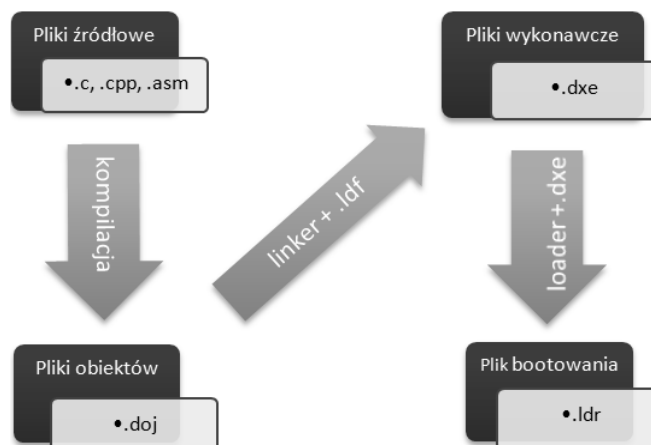 Pliki źródłowe
•.c, .cpp, .asm
kompilacja
Pliki obiektów
•.doj
linker + .ldf
Pliki wykonawcze
•.dxe
loader +.dxe
Plik bootowania
•.ldr